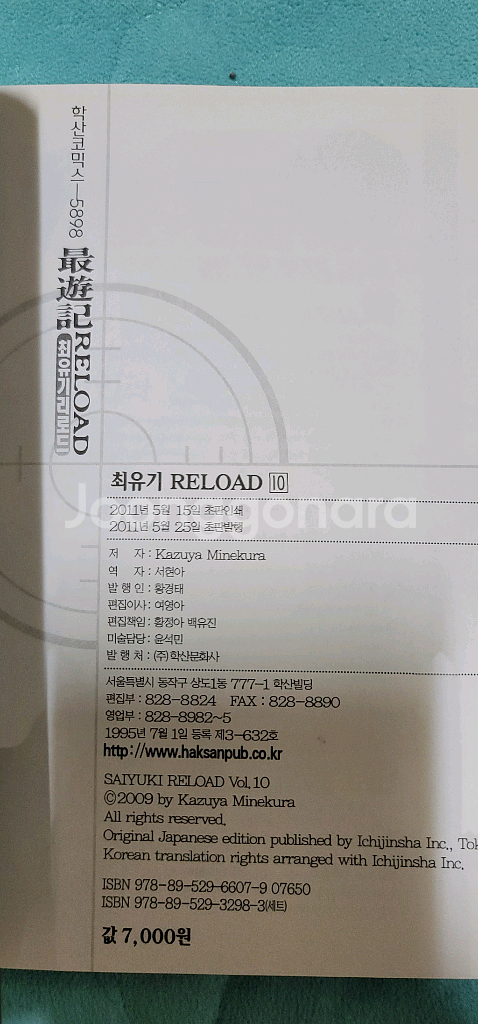 학산코믹스—5898
最遊記RELOAD
최유기리로드
최유기 RELOAD 10
2011년 5월 15일 초판인쇄
2011년 5월 25일 초판발행
Joonggonara
저 자 : Kazuya Minekura
역 자 : 서현아
발 행 인 : 황경태
편집이사 : 여영아
편집책임 : 황정아 백유진
미술담당 : 윤석민
발 행 처 : (주)학산문화사
서울특별시 동작구 상도1동 777-1 학산빌딩
편집부 : 828-8824 FAX : 828-8890
영업부 : 828-8982~5
1995년 7월 1일 등록 제3-632호
http://www.haksanpub.co.kr
SAIYUKI RELOAD Vol.10
©2009 by Kazuya Minekura
All rights reserved.
Original Japanese edition published by Ichijinsha Inc., Tok
Korean translation rights arranged with Ichijinsha Inc.
ISBN 978-89-529-6607-9 07650
ISBN 978-89-529-3298-3(세트)
값 7,000원